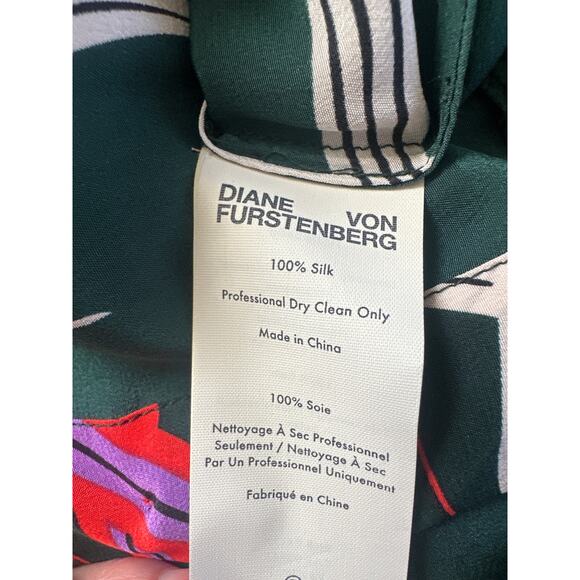 DIANE VON
FURSTENBERG
100% Silk
Professional Dry Clean Only
Made in China
100% Soie
Nettoyage À Sec Professionnel
Seulement / Nettoyage À Sec
Par Un Professionnel Uniquement
Fabriqué en Chine